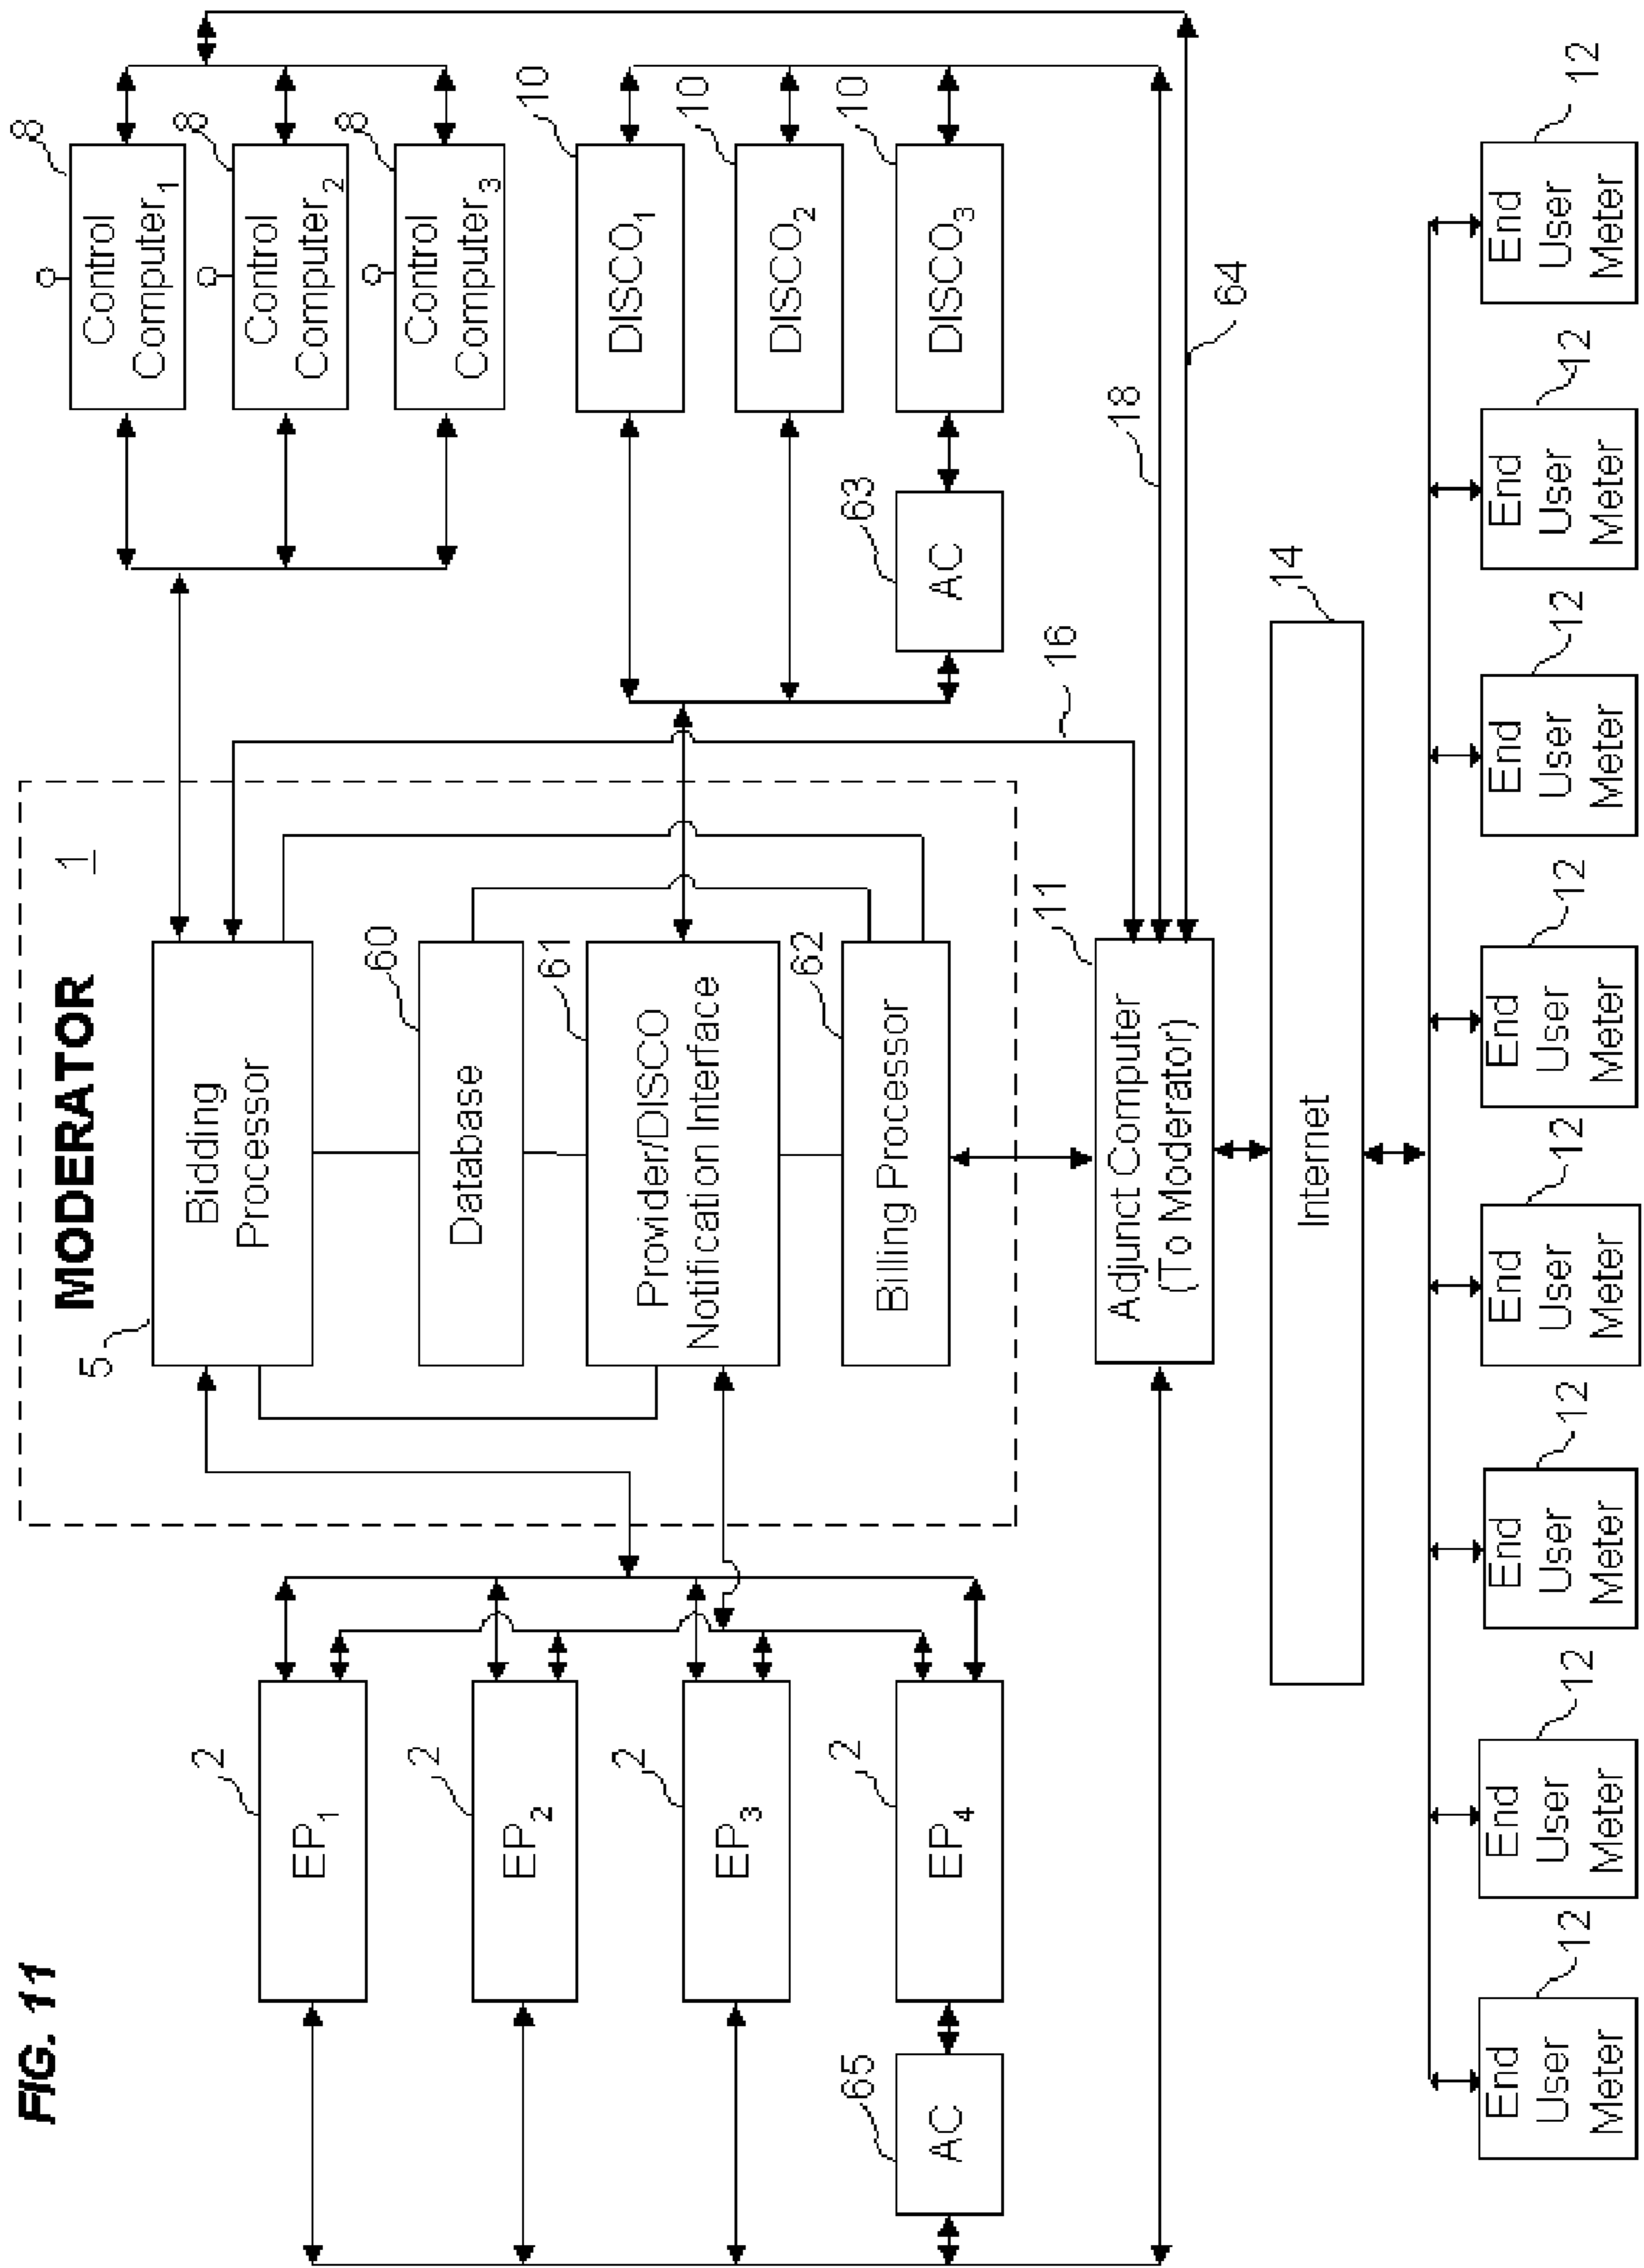 FIG. 11
MODERATOR
1
5
Bidding
Processor
60
Database
61
Provider/DISCO
Notification Interface
62
Billing Processor
2
EP1
2
EP2
2
EP3
2
EP4
65
AC
8
Control
Computer1
8
Control
Computer2
8
Control
Computer3
10
DISCO1
10
DISCO2
10
DISCO3
63
AC
16
18
64
11
Adjunct Computer
(To Moderator)
14
Internet
12
End
User
Meter
12
End
User
Meter
12
End
User
Meter
12
End
User
Meter
12
End
User
Meter
12
End
User
Meter
12
End
User
Meter
12
End
User
Meter